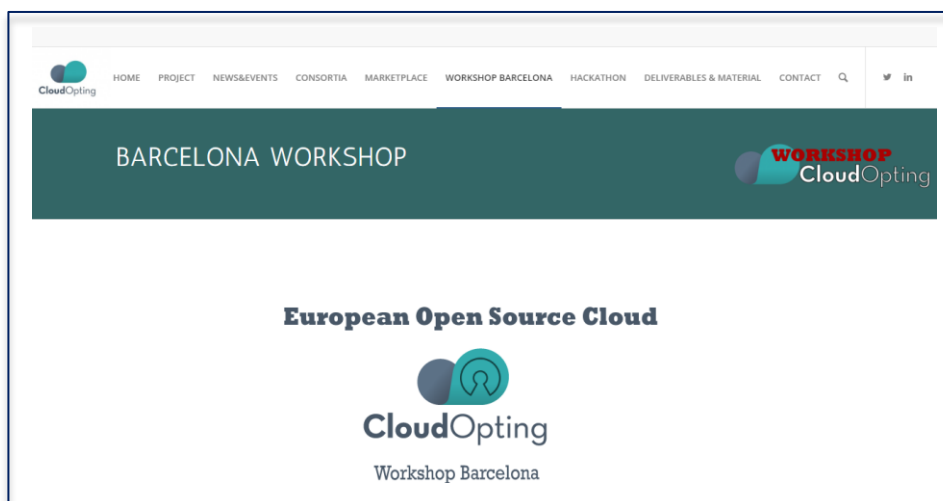 CloudOpting
HOME PROJECT NEWS&EVENTS CONSORTIA MARKETPLACE WORKSHOP BARCELONA HACKATHON DELIVERABLES & MATERIAL CONTACT in
BARCELONA WORKSHOP
WORKSHOP
CloudOpting
European Open Source Cloud
CloudOpting
Workshop Barcelona